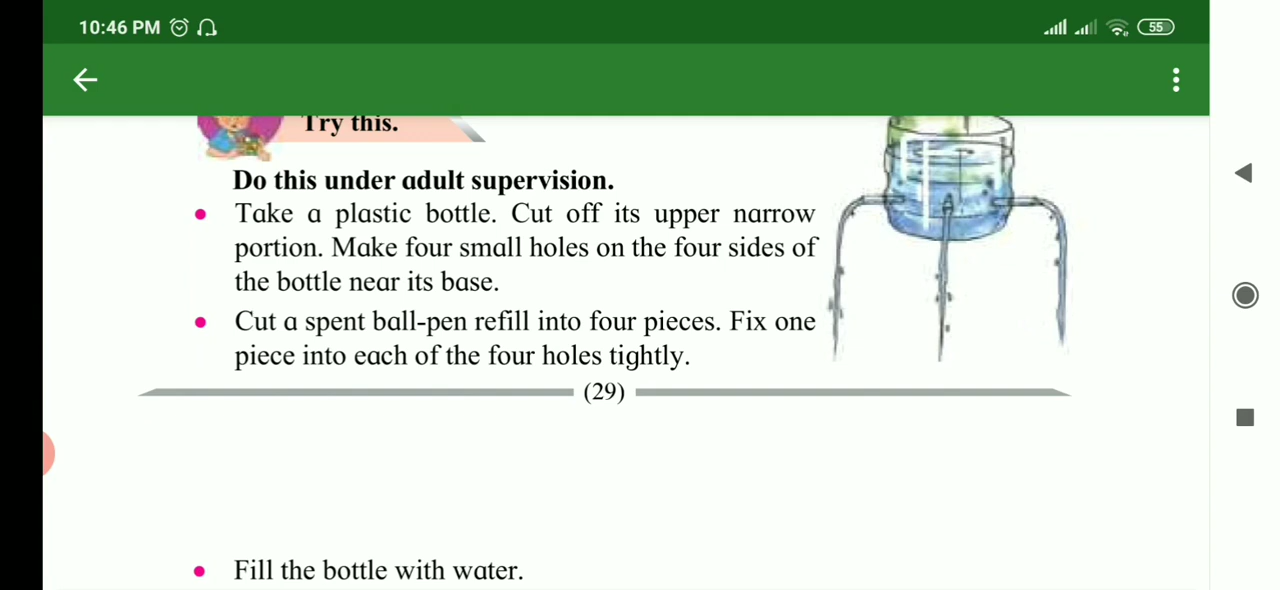 10:46 PM
55
Try this.
Do this under adult supervision.
• Take a plastic bottle. Cut off its upper narrow
portion. Make four small holes on the four sides of
the bottle near its base.
• Cut a spent ball-pen refill into four pieces. Fix one
piece into each of the four holes tightly.
(29)
• Fill the bottle with water.